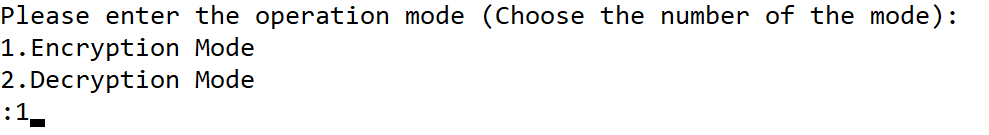 Please enter the operation mode (Choose the number of the mode):
1.Encryption Mode
2.Decryption Mode
:1